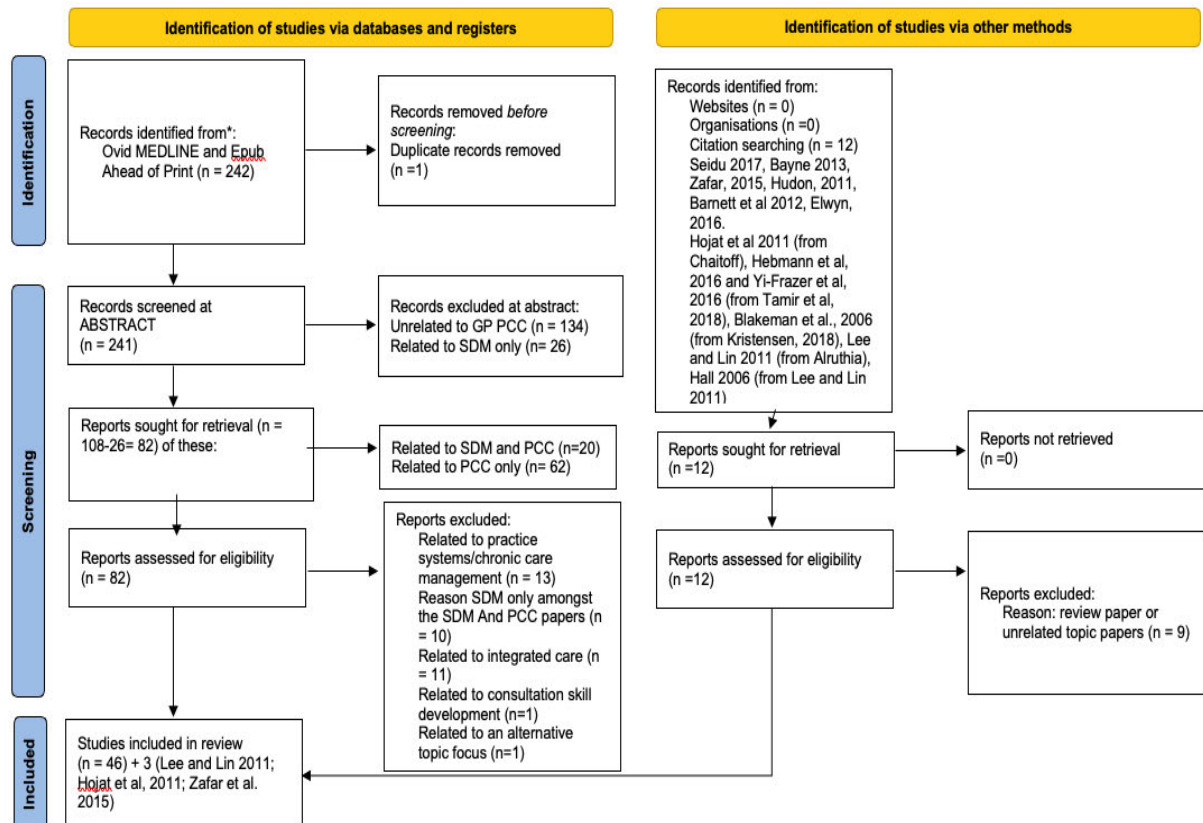 Identification of studies via databases and registers
Identification of studies via other methods
Identification
Records identified from*:
Ovid MEDLINE and Epub
Ahead of Print (n = 242)
Records removed before
screening:
Duplicate records removed
(n =1)
Records identified from:
Websites (n = 0)
Organisations (n =0)
Citation searching (n = 12)
Seidu 2017, Bayne 2013,
Zafar, 2015, Hudon, 2011,
Barnett et al 2012, Elwyn,
2016.
Hojat et al 2011 (from
Chaitoff), Hebmann et al,
2016 and Yi-Frazer et al,
2016 (from Tamir et al,
2018), Blakeman et al., 2006
(from Kristensen, 2018), Lee
and Lin 2011 (from Alruthia),
Hall 2006 (from Lee and Lin
2011)
Screening
Records screened at
ABSTRACT
(n = 241)
Records excluded at abstract:
Unrelated to GP PCC (n = 134)
Related to SDM only (n= 26)
Reports sought for retrieval (n =
108-26= 82) of these:
Related to SDM and PCC (n=20)
Related to PCC only (n= 62)
Reports sought for retrieval
(n =12)
Reports not retrieved
(n =0)
Reports assessed for eligibility
(n = 82)
Reports excluded:
Related to practice
systems/chronic care
management (n = 13)
Reason SDM only amongst
the SDM And PCC papers (n
= 10)
Related to integrated care (n
= 11)
Related to consultation skill
development (n=1)
Related to an alternative
topic focus (n=1)
Reports assessed for eligibility
(n =12)
Reports excluded:
Reason: review paper or
unrelated topic papers (n = 9)
Included
Studies included in review
(n = 46) + 3 (Lee and Lin 2011;
Hojat et al, 2011; Zafar et al.
2015)